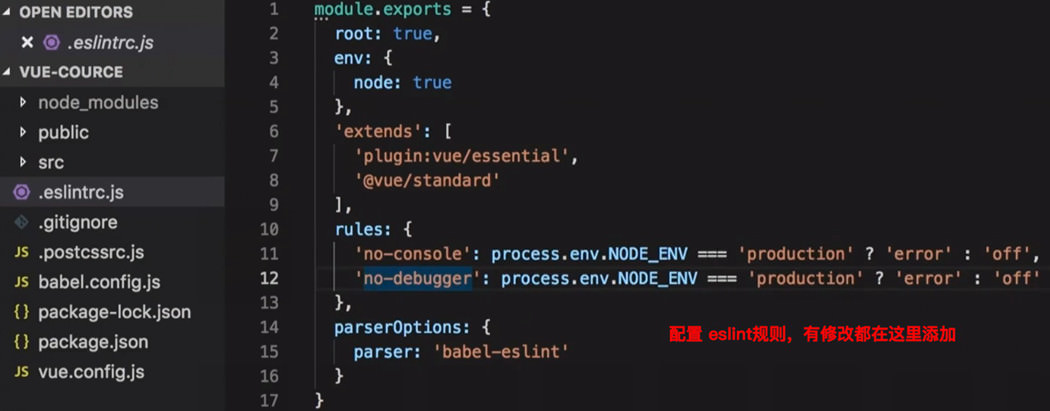 OPEN EDITORS
.eslintrc.js
VUE-COURCE
node_modules
public
src
.eslintrc.js
.gitignore
JS .postcssrc.js
JS babel.config.js
{} package-lock.json
{} package.json
JS vue.config.js
1 module.exports = {
2 root: true,
3 env: {
4 node: true
5 },
6 'extends': [
7 'plugin:vue/essential',
8 '@vue/standard'
9 ],
10 rules: {
11 'no-console': process.env.NODE_ENV === 'production' ? 'error' : 'off',
12 'no-debugger': process.env.NODE_ENV === 'production' ? 'error' : 'off'
13 },
14 parserOptions: {
15 parser: 'babel-eslint'
16 }
17 }
配置 eslint规则，有修改都在这里添加